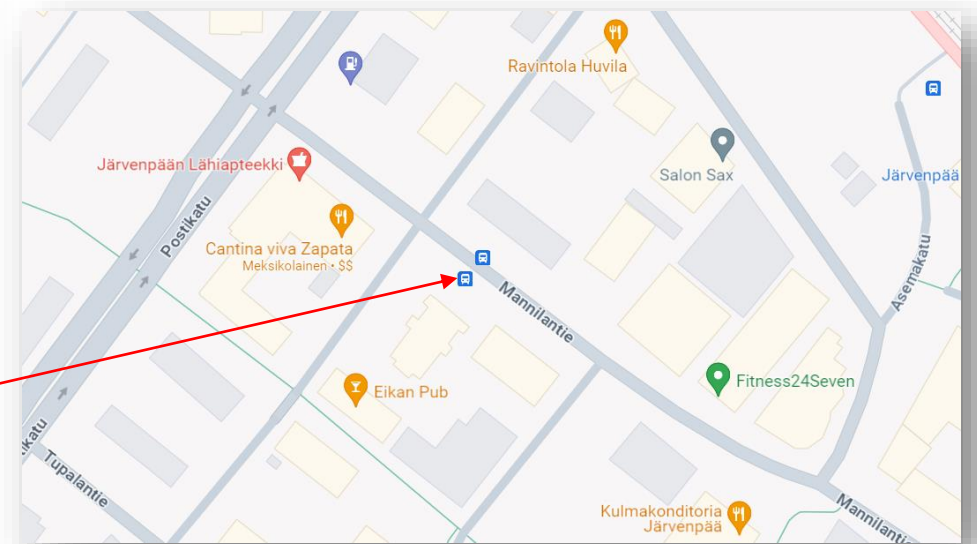 Ravintola Huvila
Järvenpään Lähiapteekki
Salon Sax
Järvenpää
Postikatu
Cantina viva Zapata
Meksikolainen • $$
Asemakatu
Mannilantie
Fitness24Seven
Eikan Pub
katu
Tupalantie
Kulmakonditoria
Järvenpää
Mannilantie